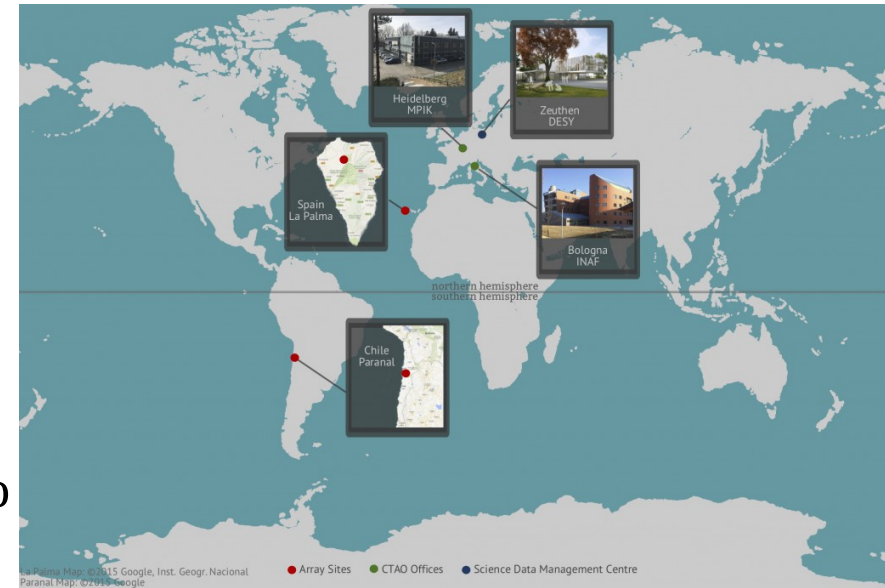 Heidelberg
MPIK
Zeuthen
DESY
Spain
La Palma
Bologna
INAF
northern hemisphere
southern hemisphere
Chile
Paranal
La Palma Map: ©2015 Google, Inst. Geogr. Nacional
Paranal Map: ©2015 Google
Array Sites
CTAO Offices
Science Data Management Centre